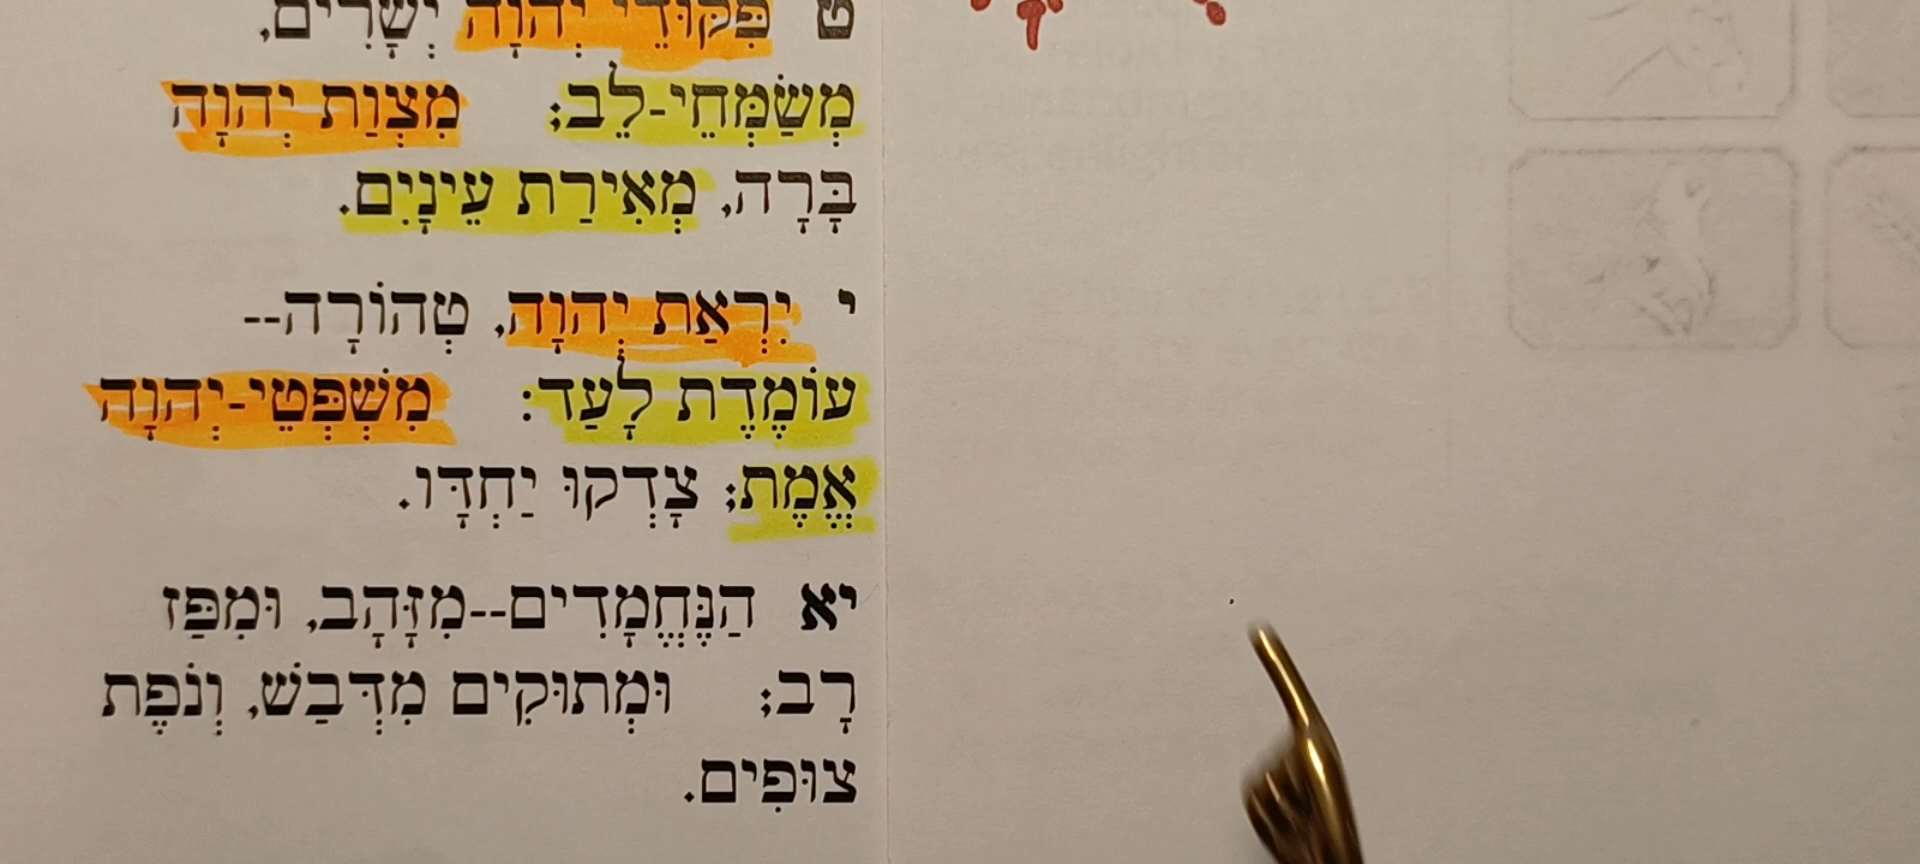 ט פִּקּוּדֵי יְהוָה יְשָׁרִים,
מְשַׂמְּחֵי-לֵב; מִצְוַת יְהוָה
בָּרָה, מְאִירַת עֵינָיִם.
י יִרְאַת יְהוָה, טְהוֹרָה--
עוֹמֶדֶת לָעַד: מִשְׁפְּטֵי-יְהוָה
אֱמֶת; צָדְקוּ יַחְדָּו.
יא הַנֶּחֱמָדִים--מִזָּהָב, וּמִפַּז
רָב; וּמְתוּקִים מִדְּבַשׁ, וְנֹפֶת
צוּפִים.